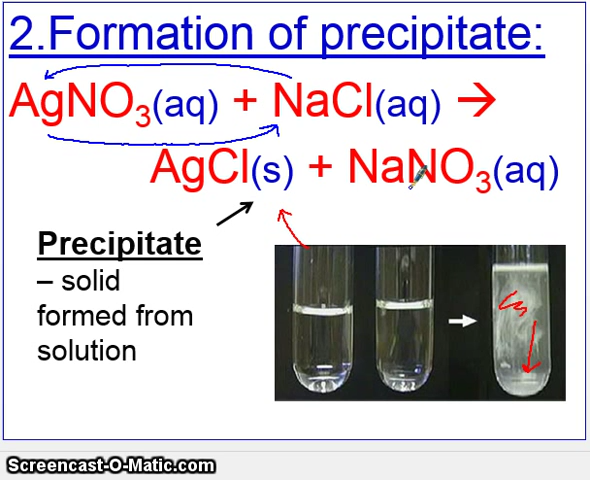 2.Formation of precipitate:
AgNO₃(aq) + NaCl(aq) →
AgCl(s) + NaNO₃(aq)
Precipitate
– solid
formed from
solution
Screencast-O-Matic.com